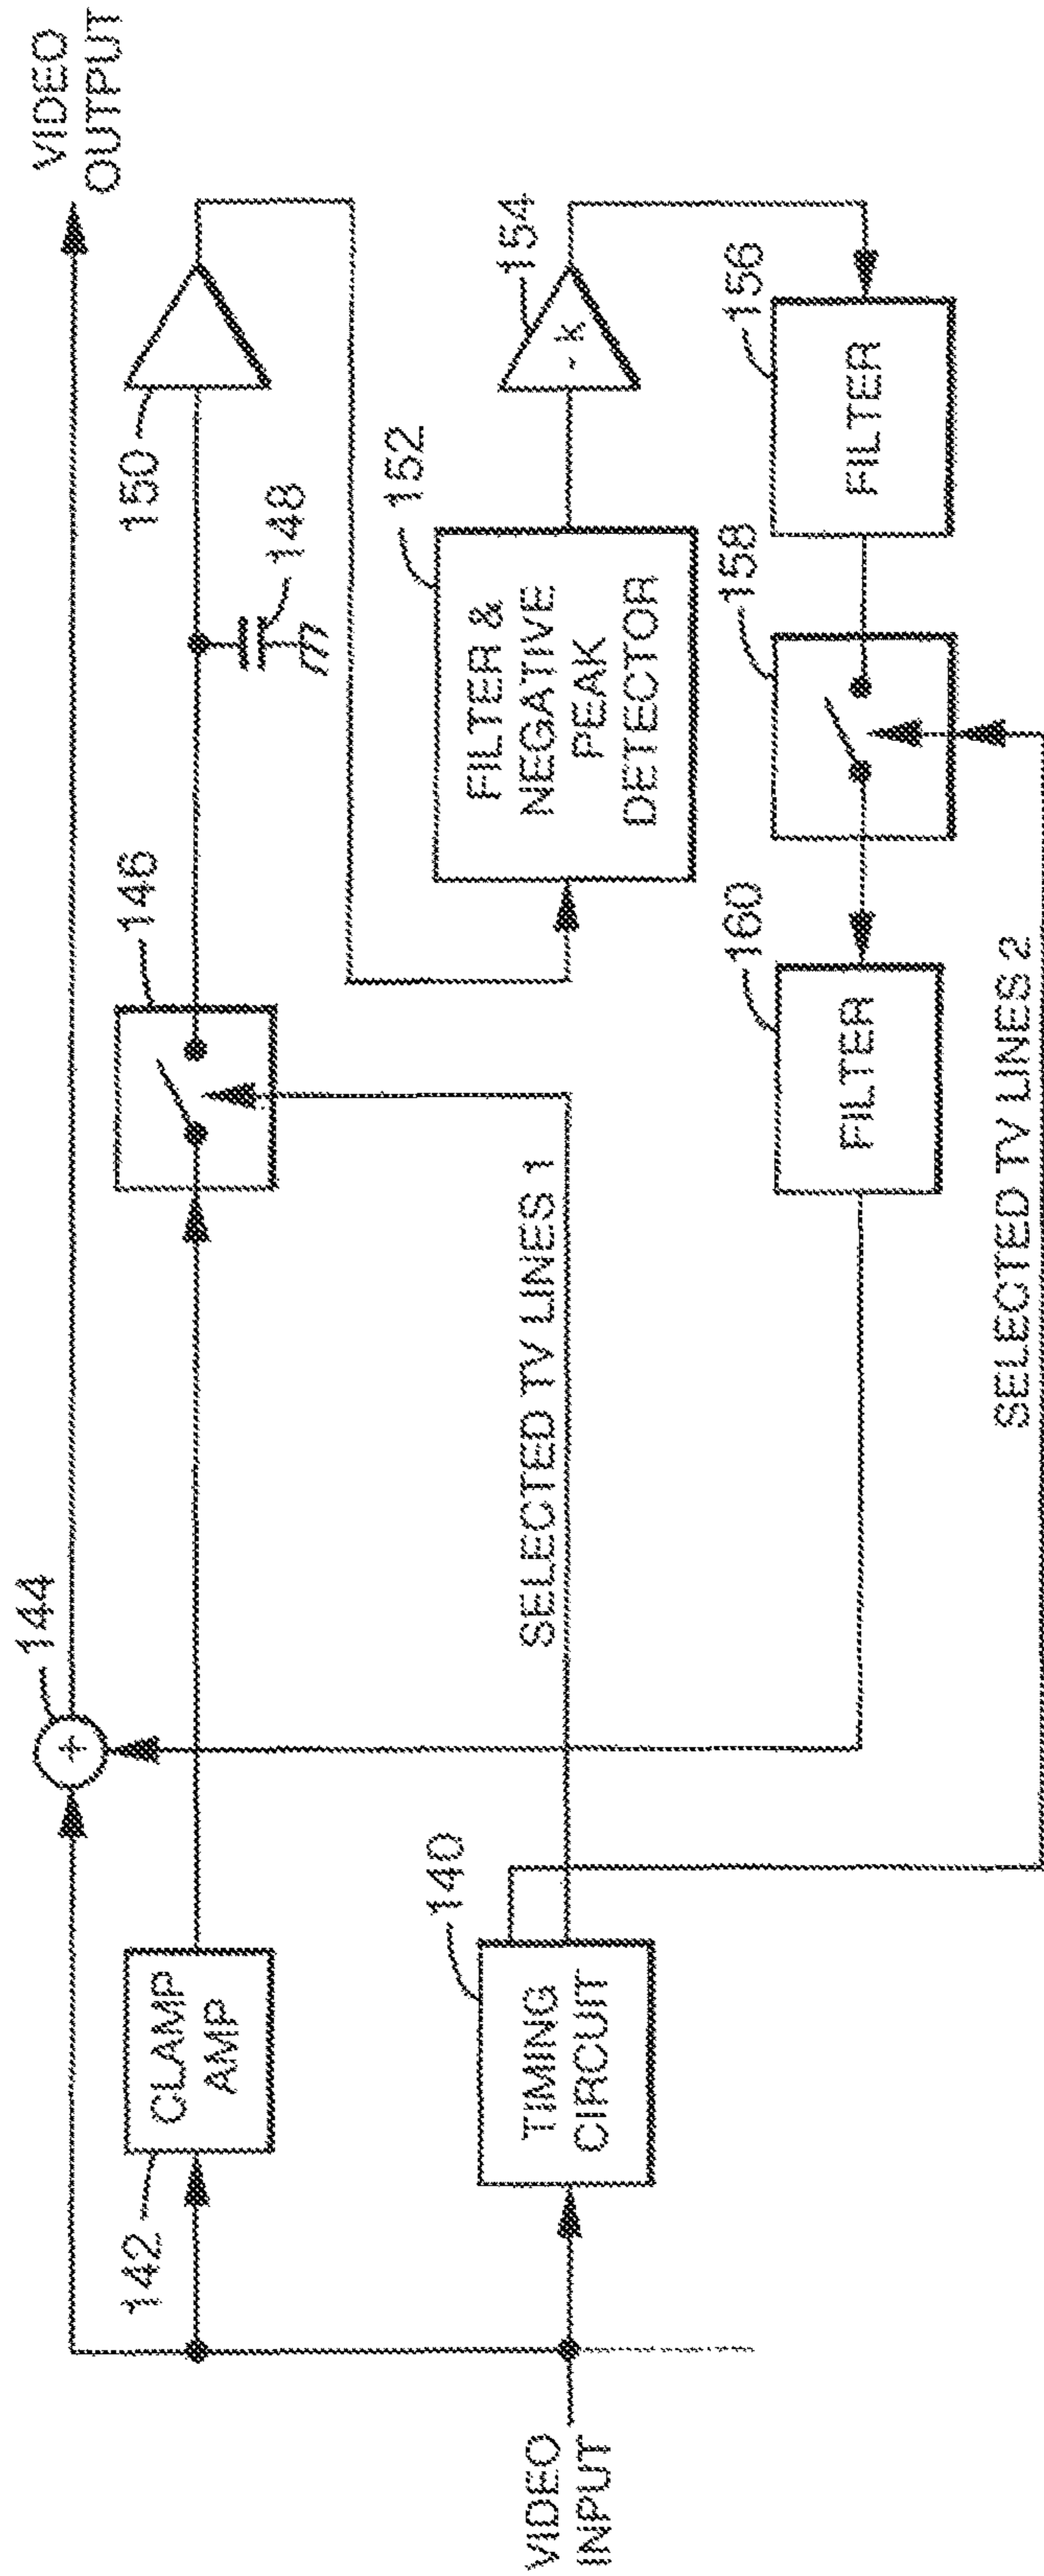 VIDEO
OUTPUT
144
146
150
148
142
CLAMP
AMP
152
FILTER &
NEGATIVE
PEAK
DETECTOR
154
- K
SELECTED TV LINES 1
140
TIMING
CIRCUIT
VIDEO
INPUT
160
FILTER
158
156
FILTER
SELECTED TV LINES 2